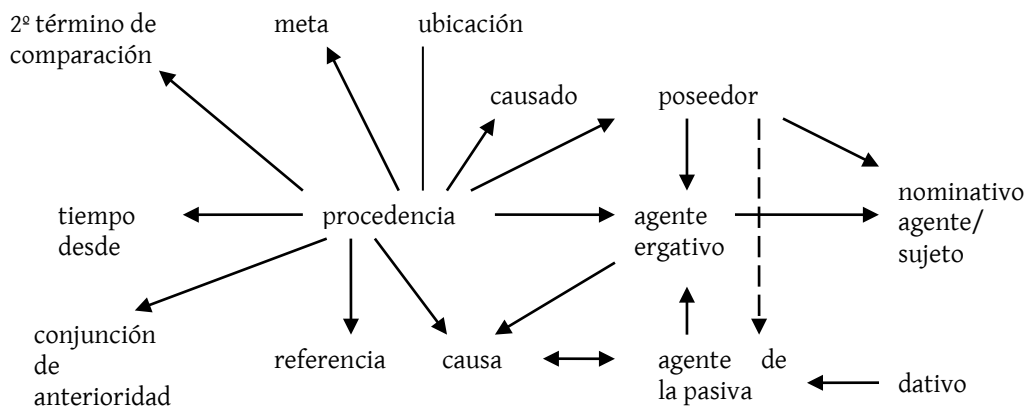 2º término de
comparación
meta
ubicación
causado
poseedor
tiempo
desde
procedencia
agente
ergativo
nominativo
agente/
sujeto
conjunción
de
anterioridad
referencia
causa
agente de
la pasiva
dativo